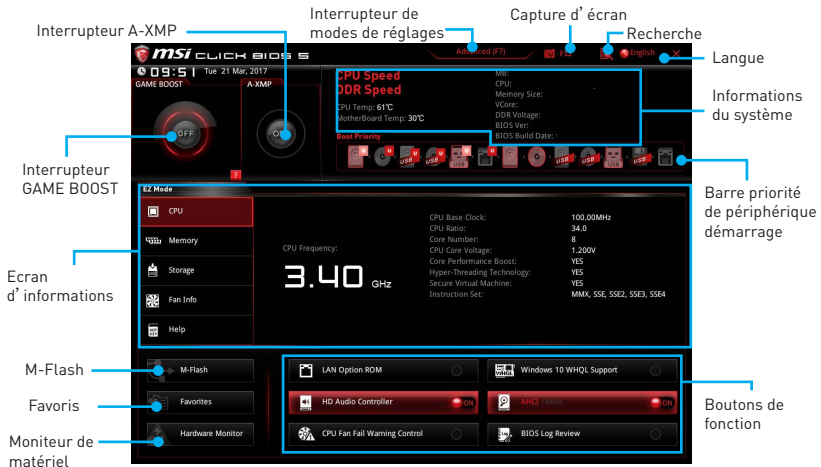 Interrupteur de
modes de réglages
Capture d'écran
Recherche
Interrupteur A-XMP
Langue
msi CLICK BIOS 5
Advanced (F7)
F12
English
X
09:51 Tue 21 Mar, 2017
GAME BOOST
A-XMP
OFF
CPU Speed
DDR Speed
CPU Temp: 61°C
MotherBoard Temp: 30°C
MB:
CPU:
Memory Size:
VCore:
DDR Voltage:
BIOS Ver:
BIOS Build Date:
Informations
du système
Boot Priority
U
U
USB
U
USB
U
USB
U
U
USB
USB
USB
USB
?
Interrupteur
GAME BOOST
Barre priorité
de périphérique
démarrage
EZ Mode
CPU
Memory
Storage
Fan Info
Help
CPU Frequency:
3.40 GHz
CPU Base Clock: 100.00MHz
CPU Ratio: 34.0
Core Number: 8
CPU Core Voltage: 1.200V
Core Performance Boost: YES
Hyper-Threading Technology: YES
Secure Virtual Machine: YES
Instruction Set: MMX, SSE, SSE2, SSE3, SSE4
Ecran
d'informations
M-Flash
Favoris
Moniteur de
matériel
M-Flash
Favorites
Hardware Monitor
LAN Option ROM
Windows 10 WHQL Support
HD Audio Controller ON
AHCI / RAID ON
CPU Fan Fail Warning Control
BIOS Log Review
Boutons de
fonction